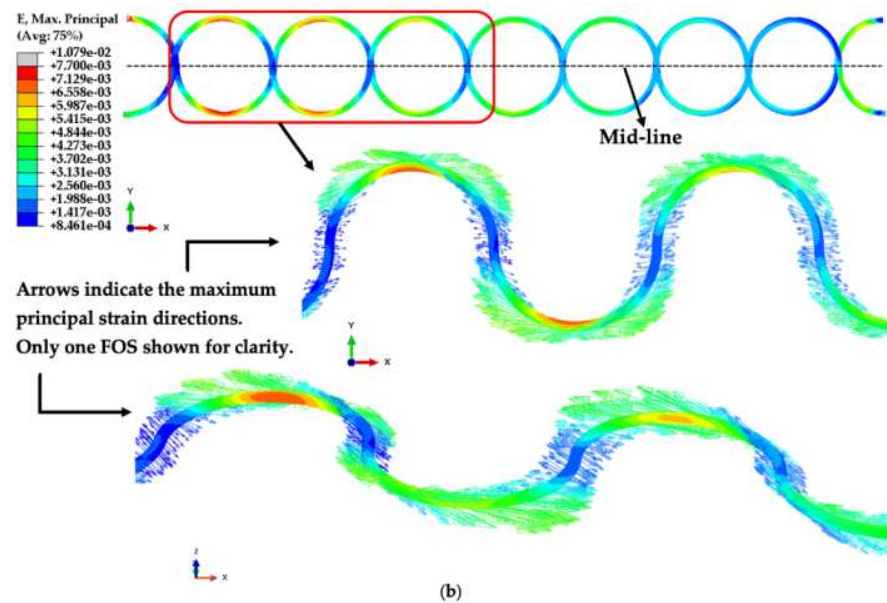 E, Max. Principal
(Avg: 75%)
+1.079e-02
+7.700e-03
+7.129e-03
+6.558e-03
+5.987e-03
+5.415e-03
+4.844e-03
+4.273e-03
+3.702e-03
+3.131e-03
+2.560e-03
+1.988e-03
+1.417e-03
+8.461e-04
Y
X
Mid-line
Arrows indicate the maximum
principal strain directions.
Only one FOS shown for clarity.
Y
X
Z
X
(b)